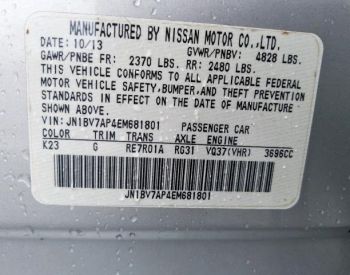 MANUFACTURED BY NISSAN MOTOR CO.,LTD.
DATE: 10/13 GVWR/PNBV: 4828 LBS.
GAWR/PNBE FR: 2370 LBS. RR: 2480 LBS.
THIS VEHICLE CONFORMS TO ALL APPLICABLE FEDERAL
MOTOR VEHICLE SAFETY,BUMPER,AND THEFT PREVENTION
STANDARDS IN EFFECT ON THE DATE OF MANUFACTURE
SHOWN ABOVE.
VIN: JN1BV7AP4EM681801 PASSENGER CAR
COLOR TRIM TRANS AXLE ENGINE
K23 G RE7R01A RG31 VQ37(VHR) 3696CC
JN1BV7AP4EM681801